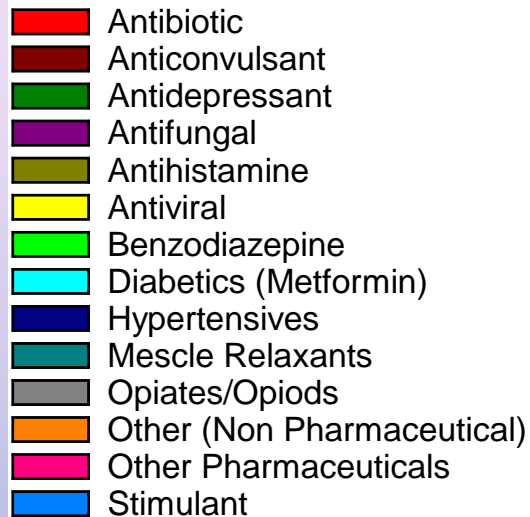 Antibiotic
Anticonvulsant
Antidepressant
Antifungal
Antihistamine
Antiviral
Benzodiazepine
Diabetics (Metformin)
Hypertensives
Mescle Relaxants
Opiates/Opiods
Other (Non Pharmaceutical)
Other Pharmaceuticals
Stimulant